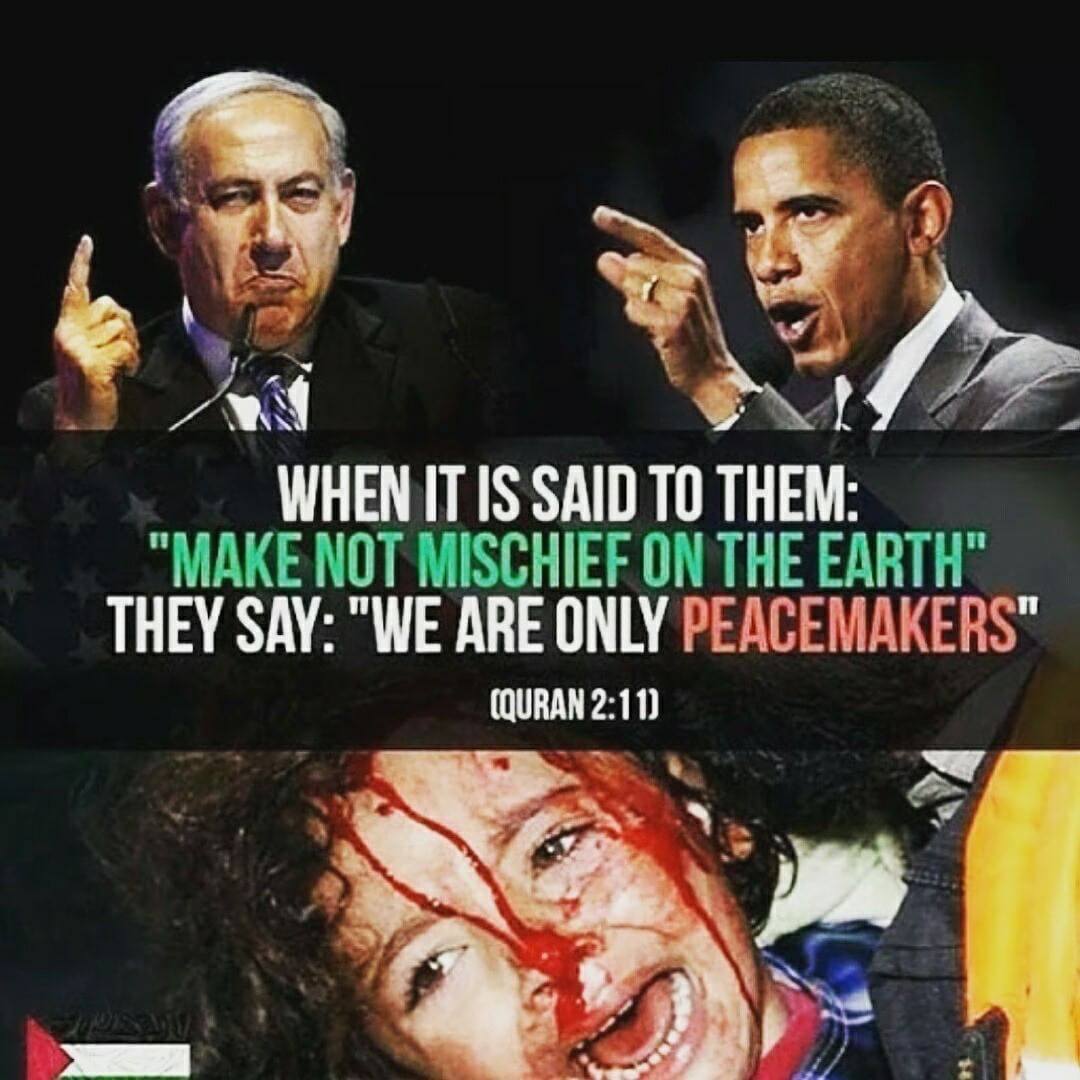 WHEN IT IS SAID TO THEM:
"MAKE NOT MISCHIEF ON THE EARTH"
THEY SAY: "WE ARE ONLY PEACEMAKERS"
(QURAN 2:11)